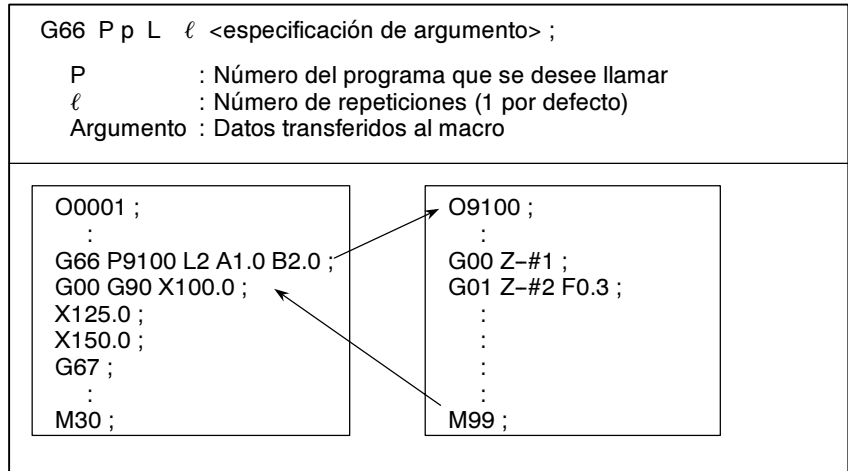 G66 P p L ℓ <especificación de argumento> ;
P : Número del programa que se desee llamar
ℓ : Número de repeticiones (1 por defecto)
Argumento : Datos transferidos al macro
O0001 ;
:
G66 P9100 L2 A1.0 B2.0 ;
G00 G90 X100.0 ;
X125.0 ;
X150.0 ;
G67 ;
:
M30 ;
O9100 ;
:
G00 Z-#1 ;
G01 Z-#2 F0.3 ;
:
:
:
:
M99 ;